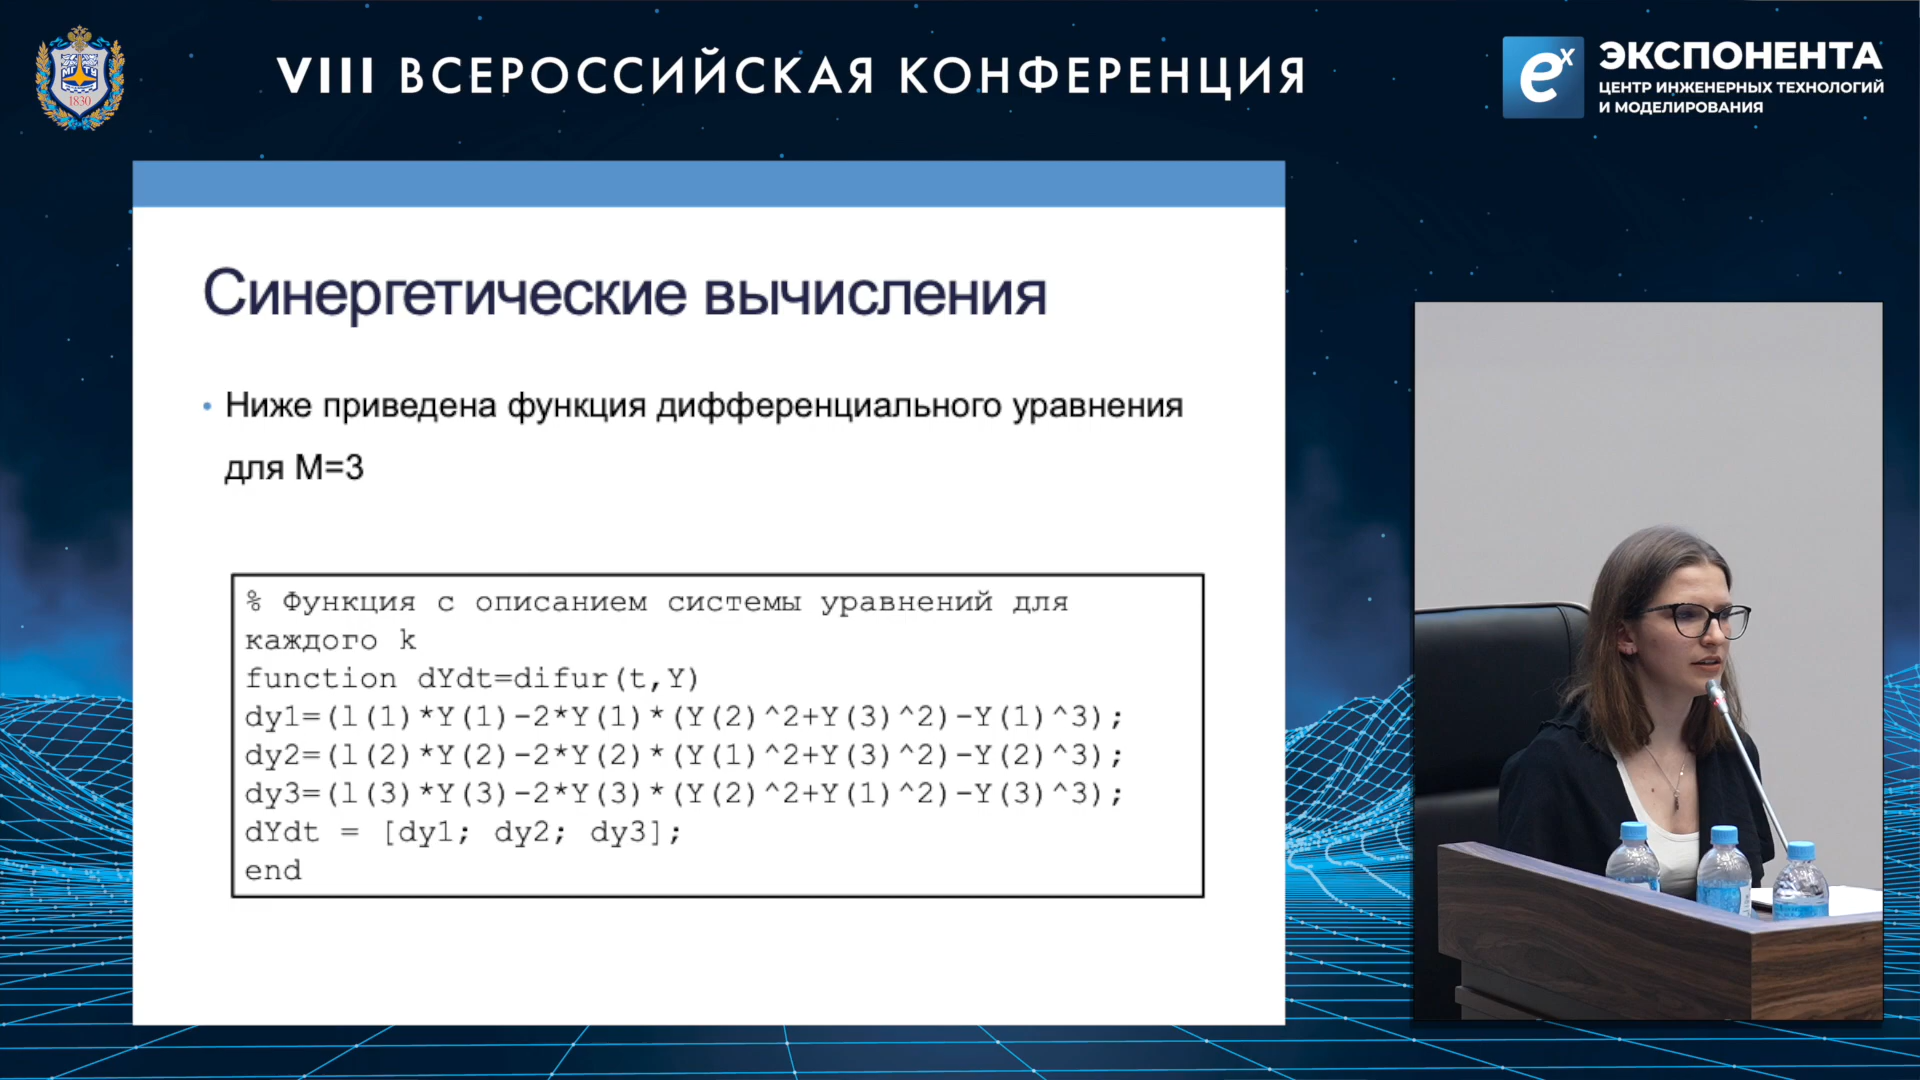 МГТУ
1830
VIII ВСЕРОССИЙСКАЯ КОНФЕРЕНЦИЯ
eˣ
ЭКСПОНЕНТА
ЦЕНТР ИНЖЕНЕРНЫХ ТЕХНОЛОГИЙ
И МОДЕЛИРОВАНИЯ
Синергетические вычисления
• Ниже приведена функция дифференциального уравнения
для M=3
% Функция с описанием системы уравнений для
каждого k
function dYdt=difur(t,Y)
dy1=(l(1)*Y(1)-2*Y(1)*(Y(2)^2+Y(3)^2)-Y(1)^3);
dy2=(l(2)*Y(2)-2*Y(2)*(Y(1)^2+Y(3)^2)-Y(2)^3);
dy3=(l(3)*Y(3)-2*Y(3)*(Y(2)^2+Y(1)^2)-Y(3)^3);
dYdt = [dy1; dy2; dy3];
end